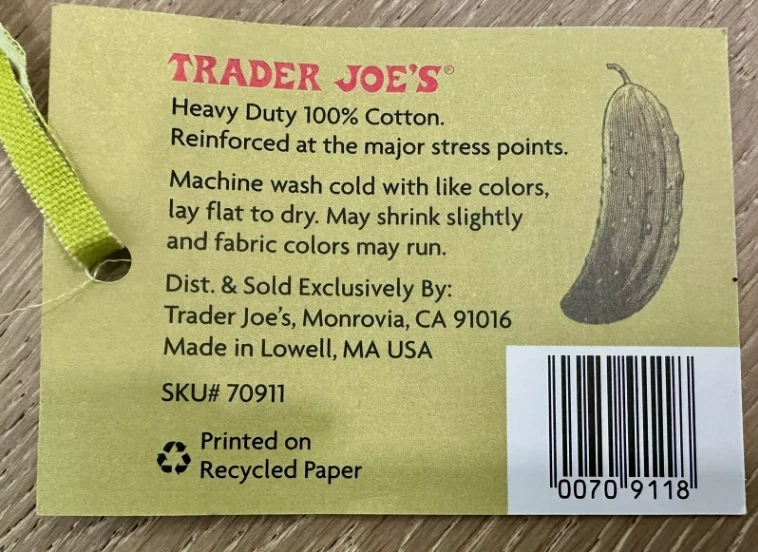 TRADER JOE'S®
Heavy Duty 100% Cotton.
Reinforced at the major stress points.
Machine wash cold with like colors,
lay flat to dry. May shrink slightly
and fabric colors may run.
Dist. & Sold Exclusively By:
Trader Joe's, Monrovia, CA 91016
Made in Lowell, MA USA
SKU# 70911
Printed on
Recycled Paper
0070 9118